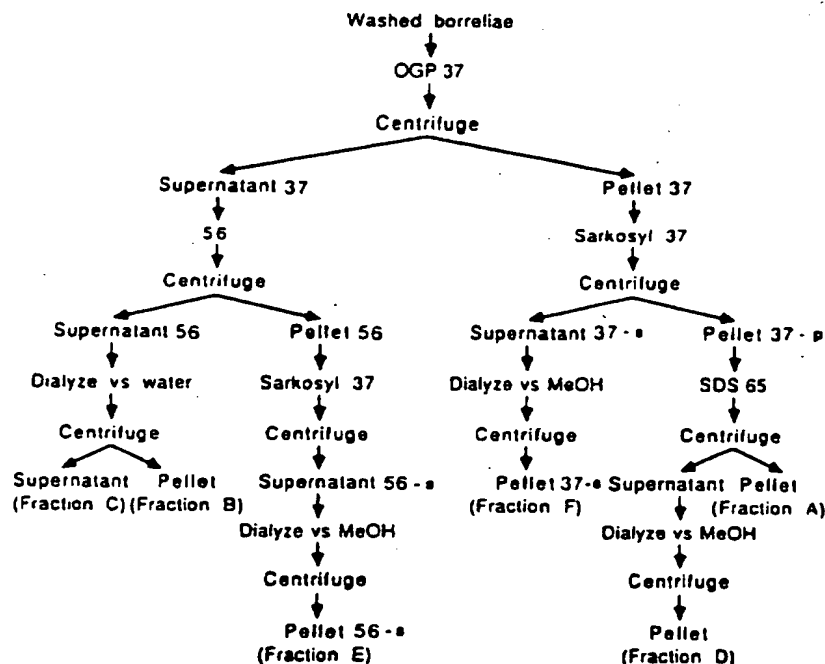 Washed borreliae
OGP 37
Centrifuge
Supernatant 37 Pellet 37
56 Sarkosyl 37
Centrifuge Centrifuge
Supernatant 56 Pellet 56 Supernatant 37-s Pellet 37-p
Dialyze vs water Sarkosyl 37 Dialyze vs MeOH SDS 65
Centrifuge Centrifuge Centrifuge Centrifuge
Supernatant Pellet Supernatant 56-s Pellet 37-s Supernatant Pellet
(Fraction C) (Fraction B) (Fraction F) (Fraction A)
Dialyze vs MeOH Dialyze vs MeOH
Centrifuge Centrifuge
Pellet 56-s Pellet
(Fraction E) (Fraction D)